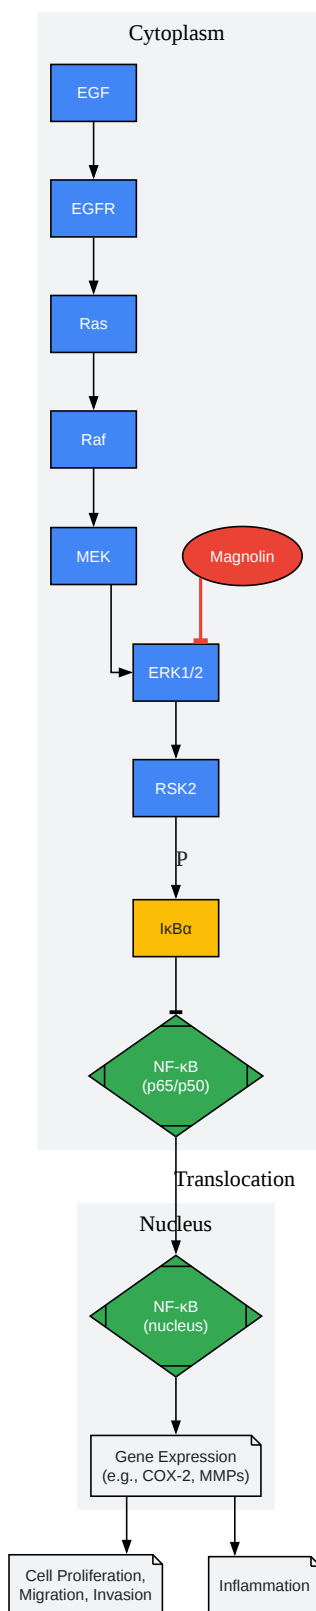 Cytoplasm
EGF
EGFR
Ras
Raf
MEK
Magnolin
ERK1/2
RSK2
P
IκBα
NF-κB
(p65/p50)
Translocation
Nucleus
NF-κB
(nucleus)
Gene Expression
(e.g., COX-2, MMPs)
Cell Proliferation,
Migration, Invasion
Inflammation